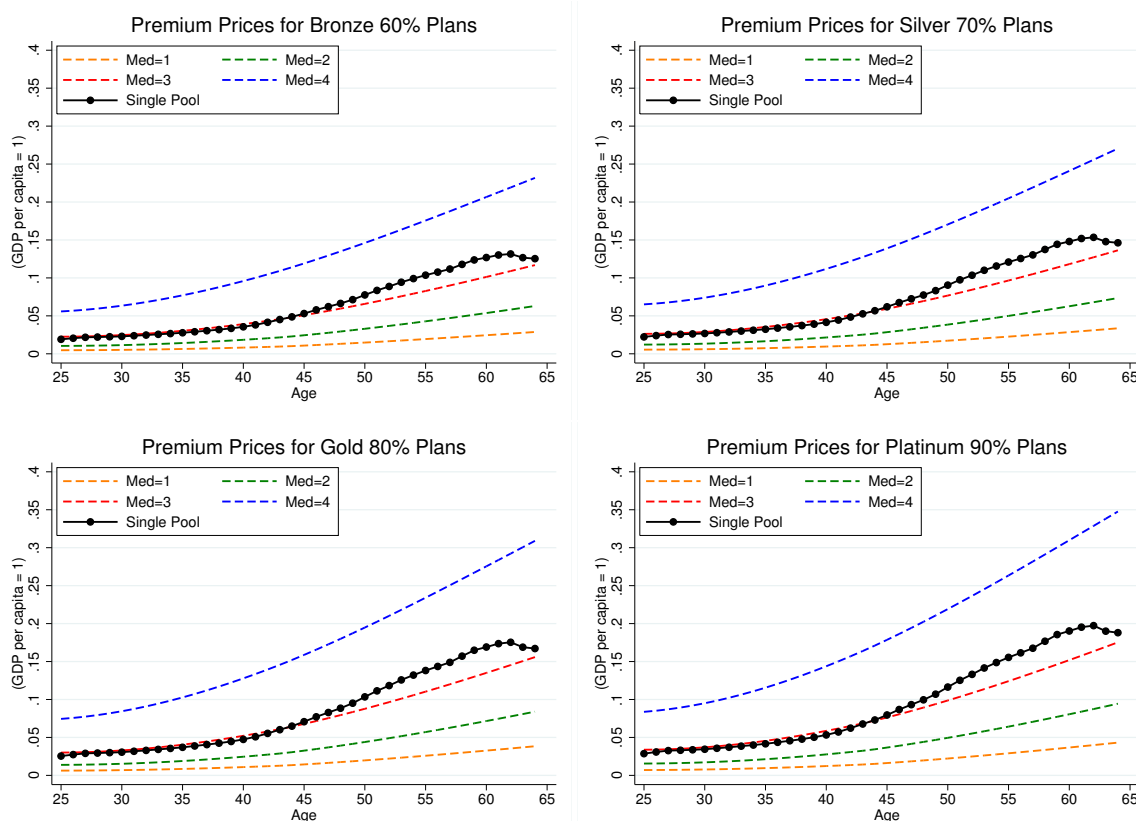 Premium Prices for Bronze 60% Plans
Med=1 Med=2
Med=3 Med=4
Single Pool
(GDP per capita = 1)
0 .05 .1 .15 .2 .25 .3 .35 .4
25 30 35 40 45 50 55 60 65
Age
Premium Prices for Silver 70% Plans
Med=1 Med=2
Med=3 Med=4
Single Pool
(GDP per capita = 1)
0 .05 .1 .15 .2 .25 .3 .35 .4
25 30 35 40 45 50 55 60 65
Age
Premium Prices for Gold 80% Plans
Med=1 Med=2
Med=3 Med=4
Single Pool
(GDP per capita = 1)
0 .05 .1 .15 .2 .25 .3 .35 .4
25 30 35 40 45 50 55 60 65
Age
Premium Prices for Platinum 90% Plans
Med=1 Med=2
Med=3 Med=4
Single Pool
(GDP per capita = 1)
0 .05 .1 .15 .2 .25 .3 .35 .4
25 30 35 40 45 50 55 60 65
Age